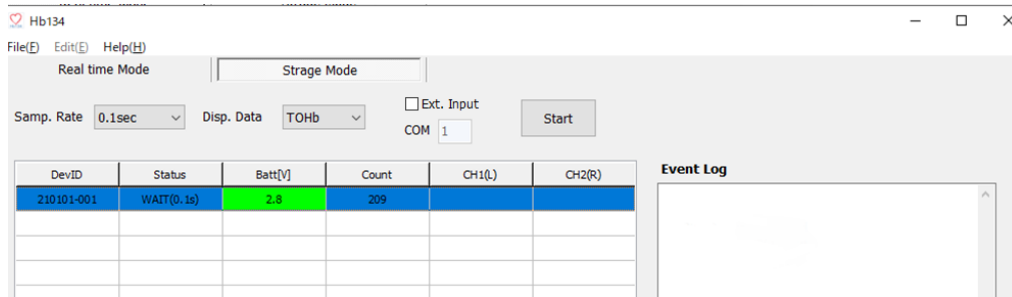 Hb134
File(F) Edit(E) Help(H)
Real time Mode Strage Mode
Samp. Rate 0.1sec Disp. Data TOHb Ext. Input Start
COM 1
DevID Status Batt[V] Count CH1(L) CH2(R) Event Log
210101-001 WAIT(0.1s) 2.8 209